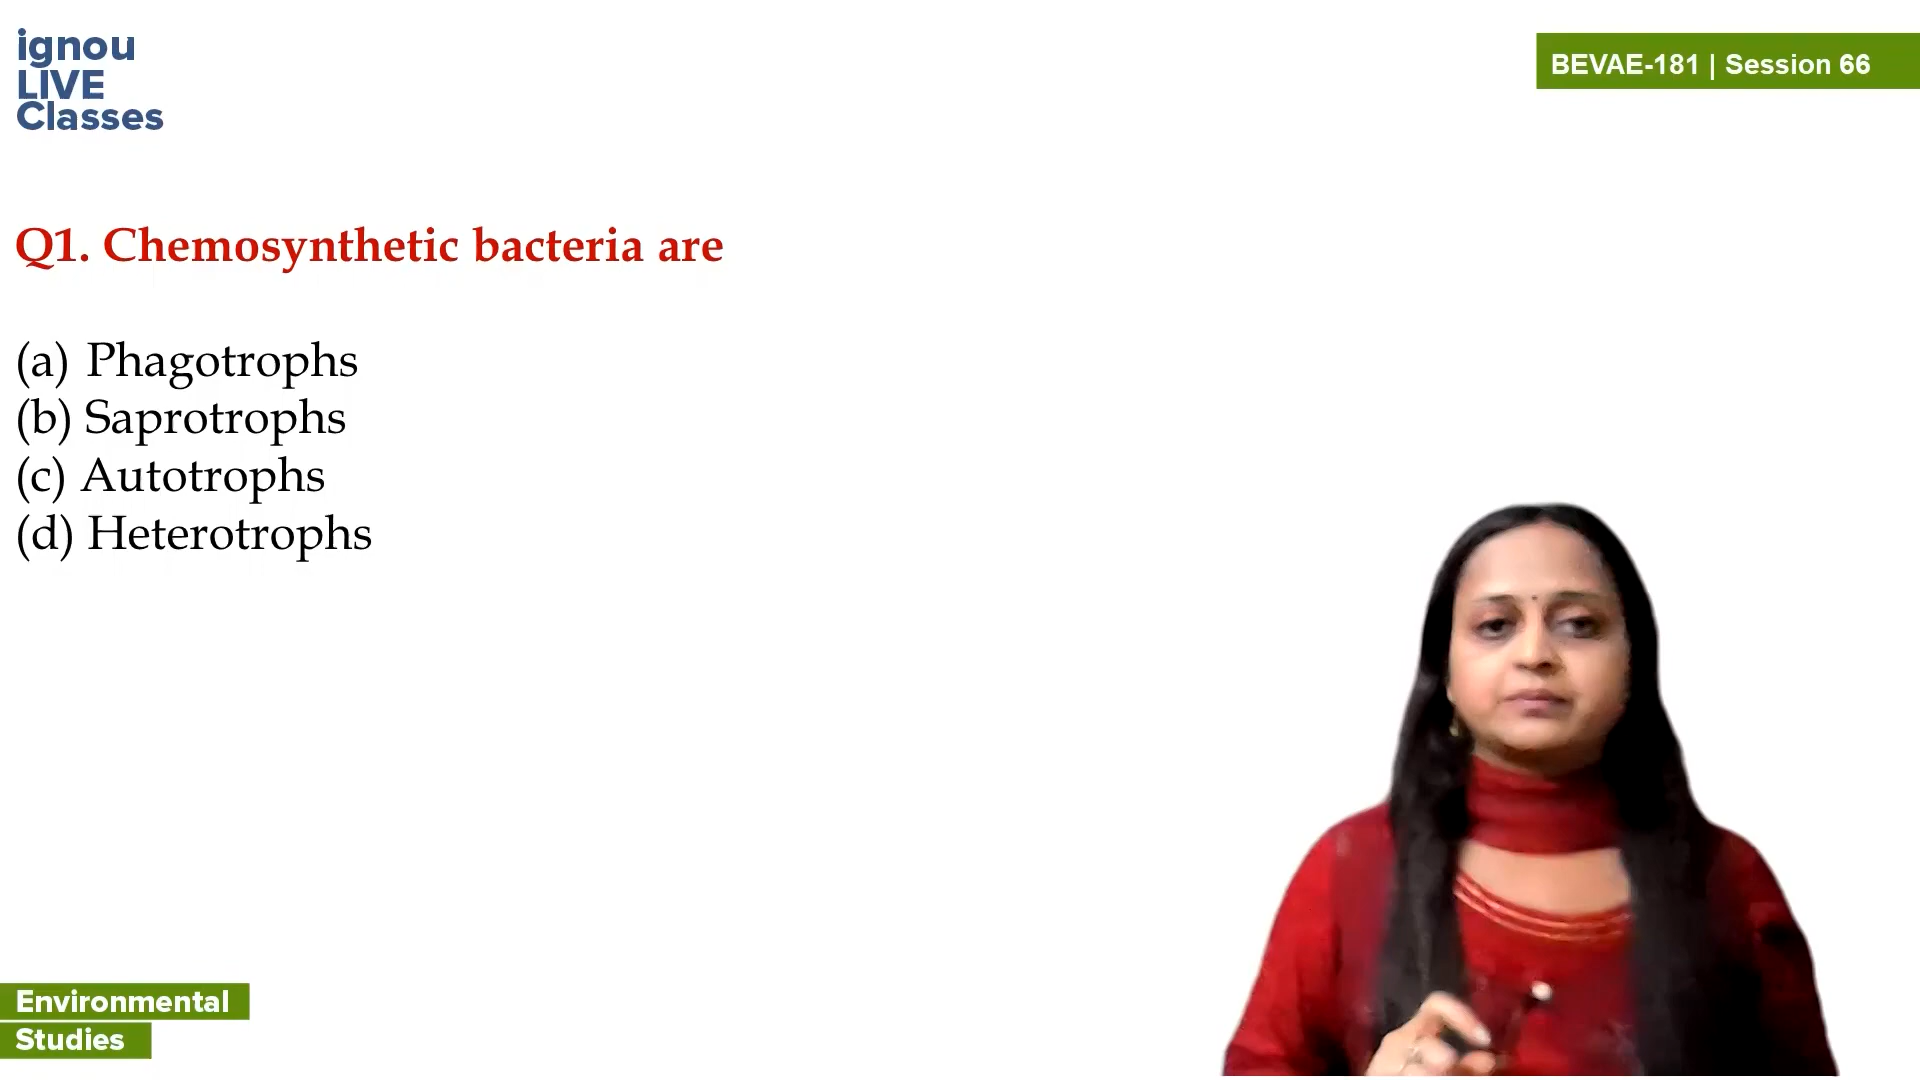 ignou
LIVE
Classes
BEVAE-181 | Session 66
Q1. Chemosynthetic bacteria are
(a) Phagotrophs
(b) Saprotrophs
(c) Autotrophs
(d) Heterotrophs
Environmental
Studies